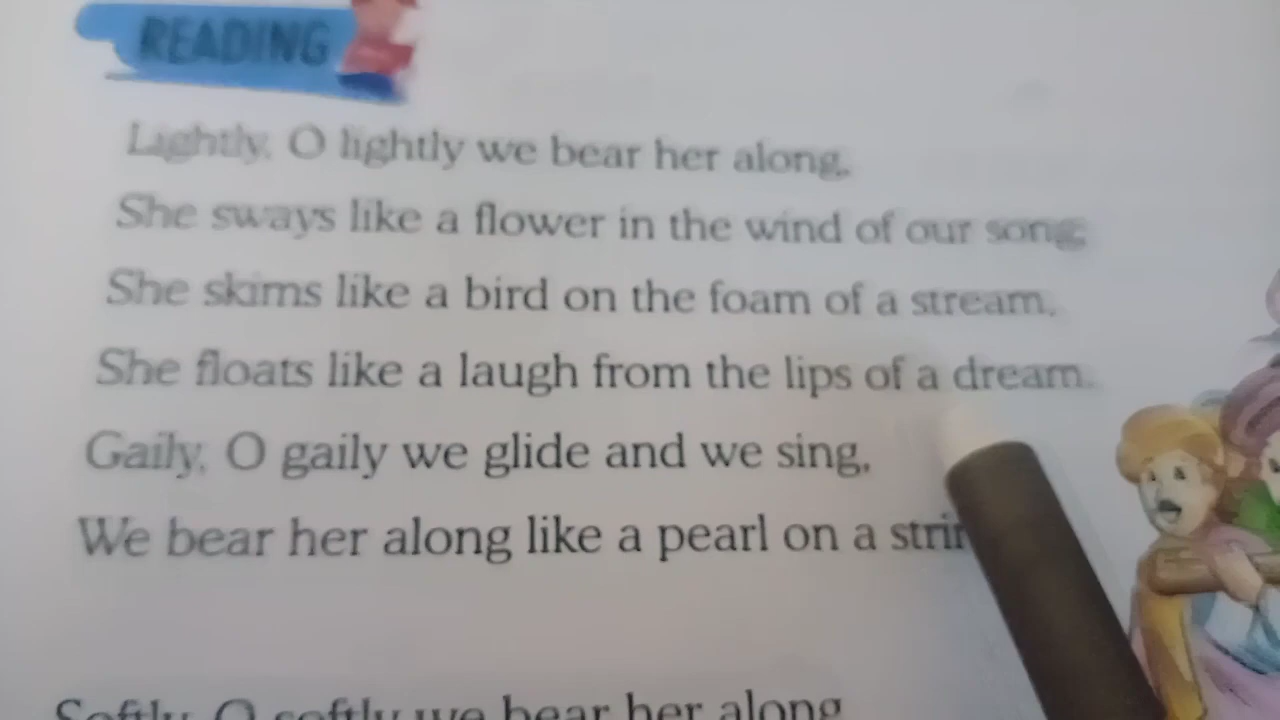 READING
Lightly, O lightly we bear her along,
She sways like a flower in the wind of our song;
She skims like a bird on the foam of a stream,
She floats like a laugh from the lips of a dream.
Gaily, O gaily we glide and we sing,
We bear her along like a pearl on a strin
Softly, O softly we bear her along